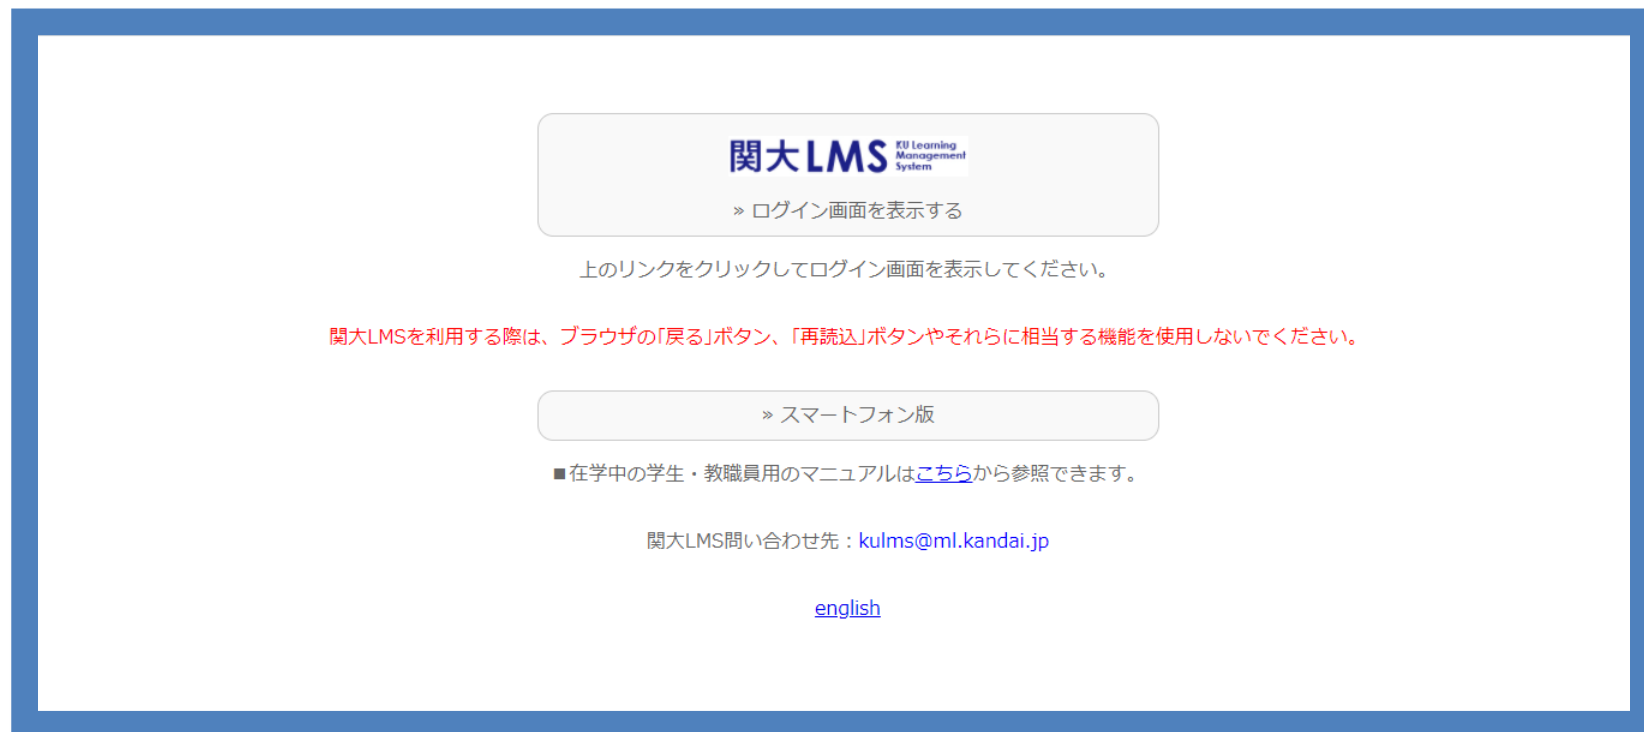 関大LMS KU Learning Management System
» ログイン画面を表示する
上のリンクをクリックしてログイン画面を表示してください。
関大LMSを利用する際は、ブラウザの「戻る」ボタン、「再読込」ボタンやそれらに相当する機能を使用しないでください。
» スマートフォン版
■在学中の学生・教職員用のマニュアルはこちらから参照できます。
関大LMS問い合わせ先：kulms@ml.kandai.jp
english